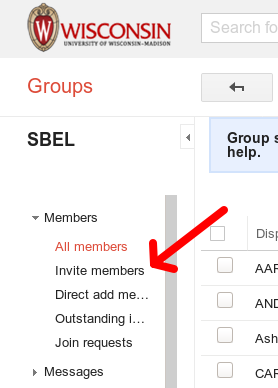 WISCONSIN
UNIVERSITY OF WISCONSIN-MADISON
Search fo
Groups
SBEL
Group s
help.
Members
All members
Invite members
Direct add me…
Outstanding i…
Join requests
Messages
Disp
AAF
AND
Ash
CAR